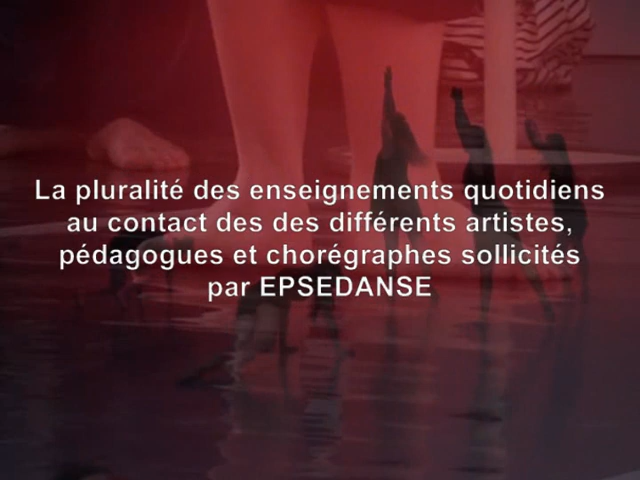 La pluralité des enseignements quotidiens
au contact des des différents artistes,
pédagogues et chorégraphes sollicités
par EPSEDANSE